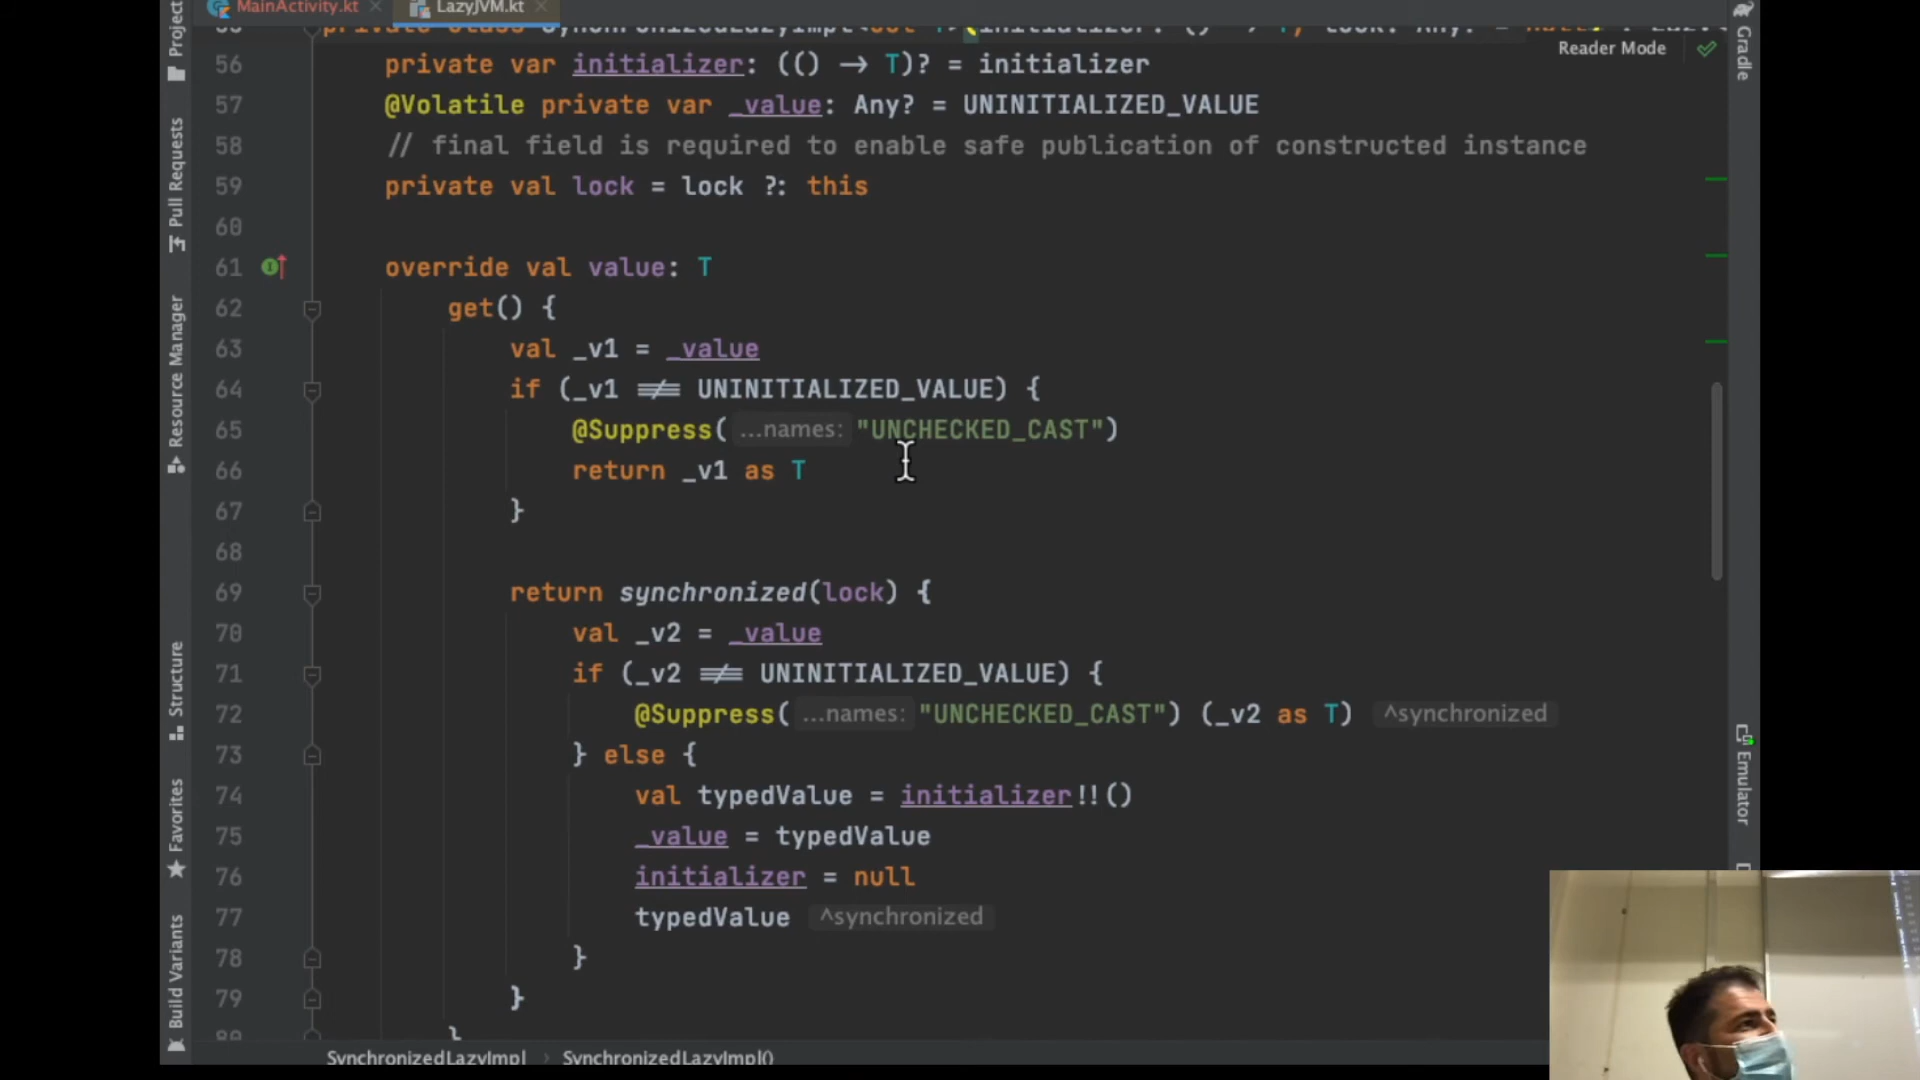 MainActivity.kt
LazyJVM.kt
Reader Mode
56 private var initializer: (() -> T)? = initializer
57 @Volatile private var _value: Any? = UNINITIALIZED_VALUE
58 // final field is required to enable safe publication of constructed instance
59 private val lock = lock ?: this
60
61 override val value: T
62 get() {
63 val _v1 = _value
64 if (_v1 !== UNINITIALIZED_VALUE) {
65 @Suppress( ...names: "UNCHECKED_CAST")
66 return _v1 as T
67 }
68
69 return synchronized(lock) {
70 val _v2 = _value
71 if (_v2 !== UNINITIALIZED_VALUE) {
72 @Suppress( ...names: "UNCHECKED_CAST") (_v2 as T) ^synchronized
73 } else {
74 val typedValue = initializer!!()
75 _value = typedValue
76 initializer = null
77 typedValue ^synchronized
78 }
79 }
80 }
SynchronizedLazyImpl › SynchronizedLazyImpl()
Project
Pull Requests
Resource Manager
Structure
Favorites
Build Variants
Gradle
Emulator